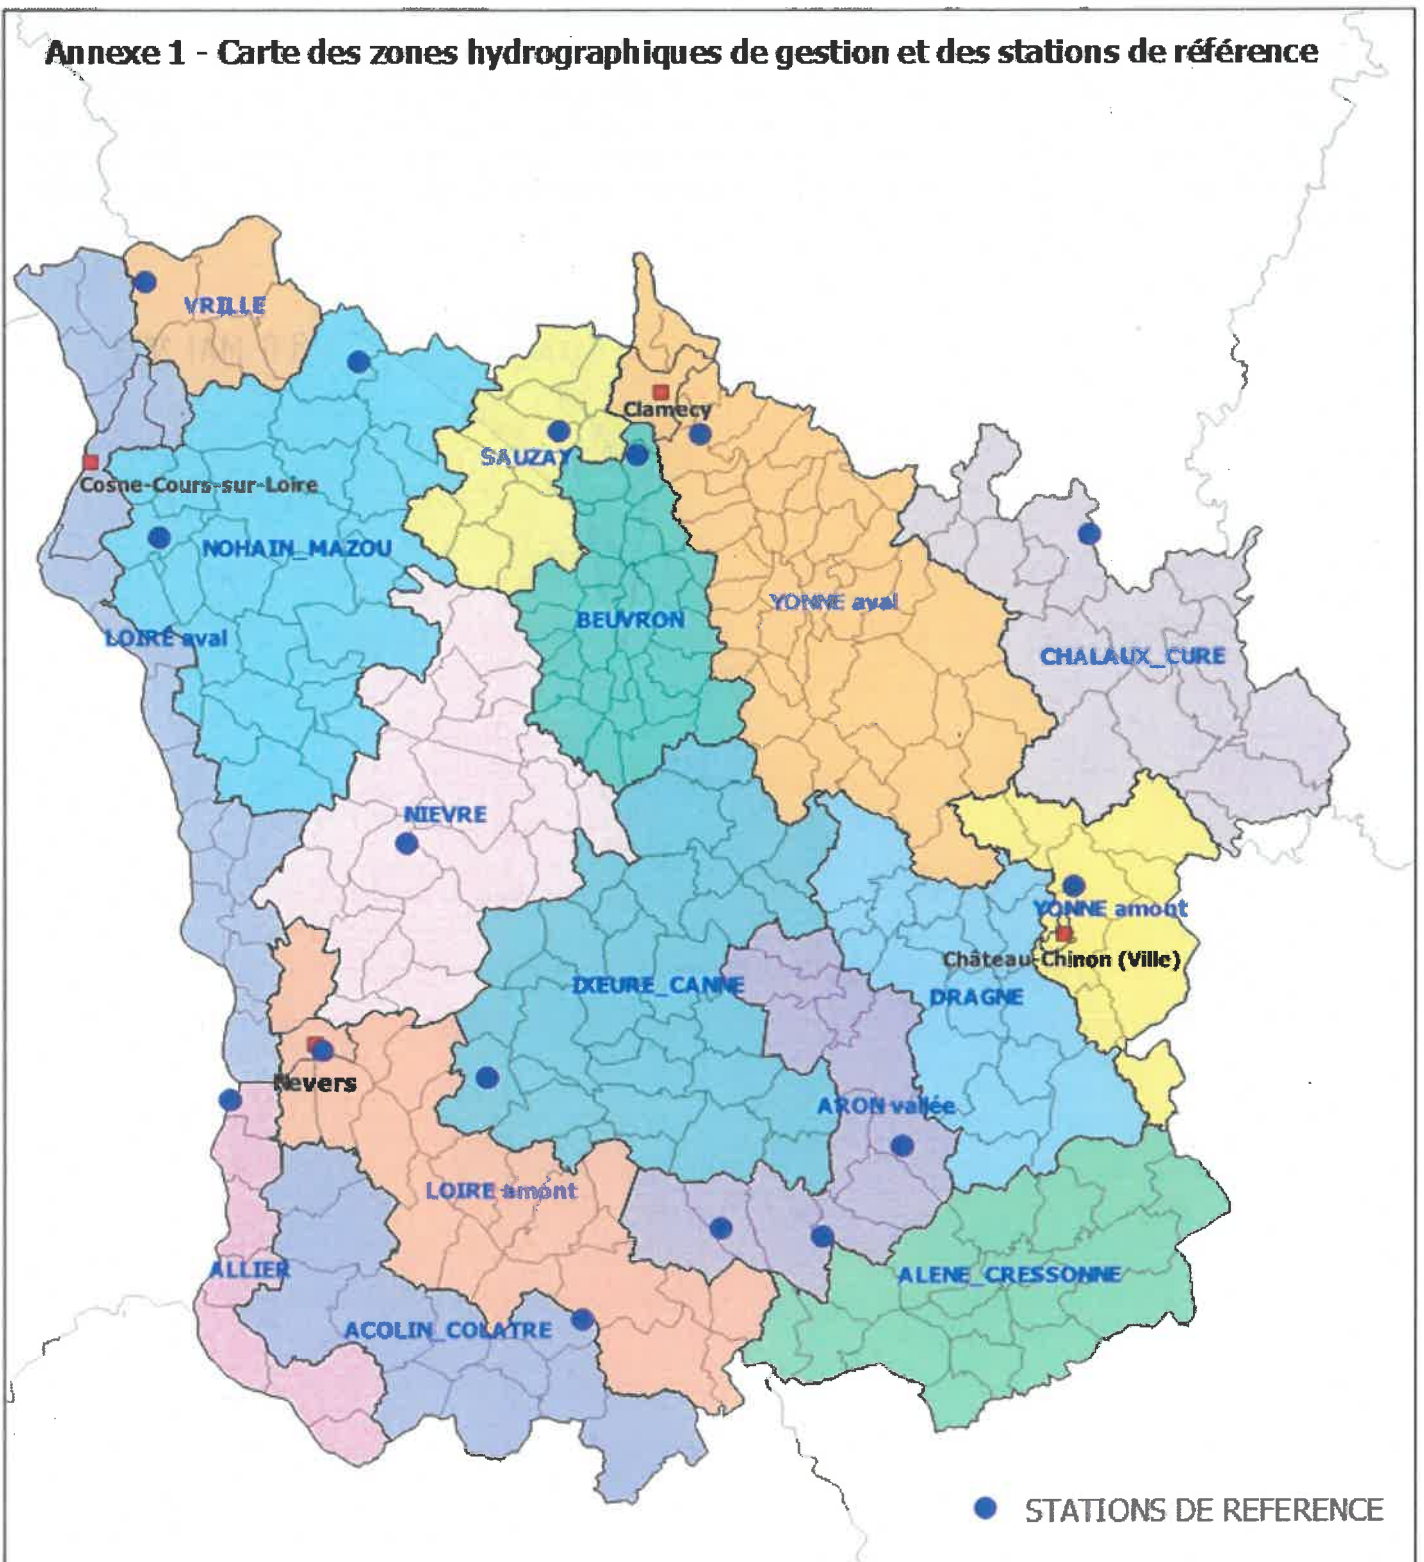 Annexe 1 - Carte des zones hydrographiques de gestion et des stations de référence
VRILLE
Clamecy
SAUZAY
Cosne-Cours-sur-Loire
NOHAIN_MAZOU
YONNE aval
BEUVRON
LOIRE aval
CHALAUX_CURE
NIEVRE
YONNE amont
Château-Chinon (Ville)
IXEURE_CANNE
DRAGNE
Nevers
ARON vallée
LOIRE amont
ALLIER
ALENE_CRESSONNE
ACOLIN_COLATRE
STATIONS DE REFERENCE